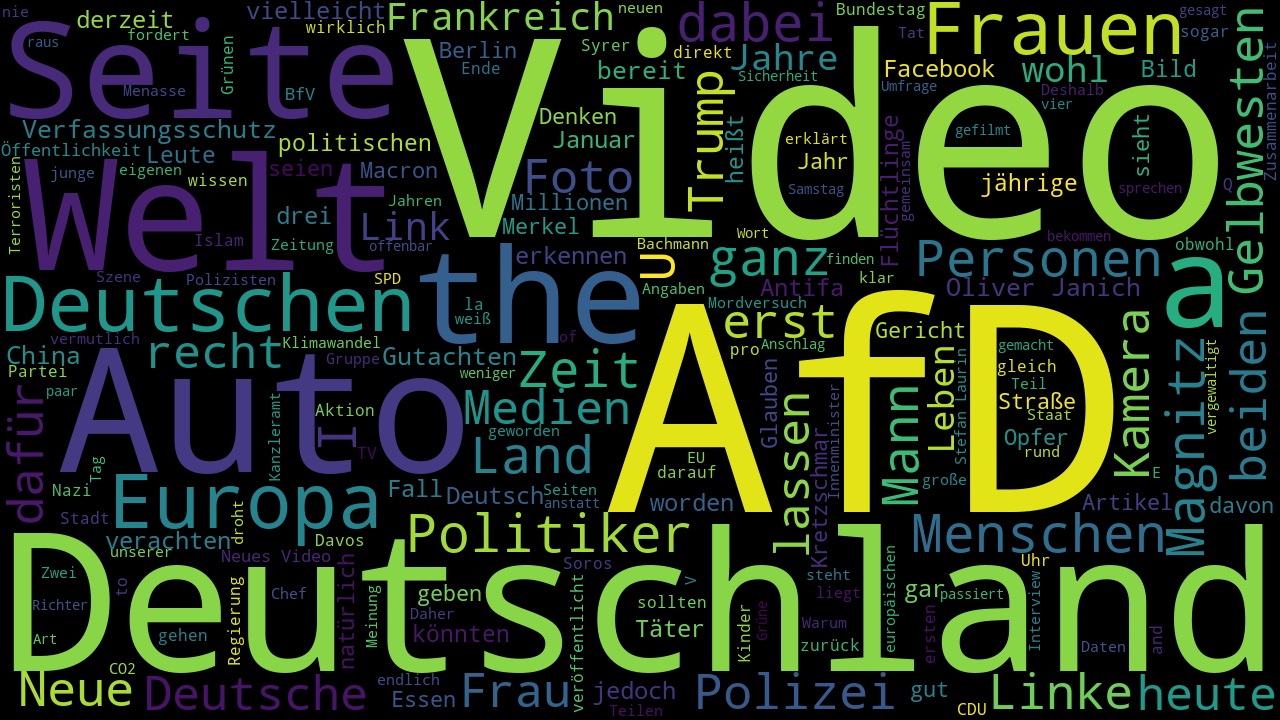 nie
derzeit
vielleicht
Frankreich
neuen
dabei
Bundestag
Frauen
gesagt
raus
fordert
wirklich
Tat
sogar
Seite
Grünen
Berlin
Syrer
direkt
Jahre
wohl
Bild
Ende
bereit
Sicherheit
Facebook
Deshalb
Menasse
BfV
Umfrage
vier
Video
Trump
Gelbwesten
Zusammenarbeit
Verfassungsschutz
politischen
Denken
Januar
heißt
erklärt
Jahr
gefilmt
sieht
Öffentlichkeit
Leute
Flüchtlinge
gemeinsam
junge
eigenen
wissen
seien
Macron
Foto
Samstag
jährige
sprechen
Q
Terroristen
Welt
drei
Jahren
Millionen
Link
Merkel
Wort
Islam
Zeitung
offenbar
Bachmann
bekommen
obwohl
the
erkennen
U
ganz
finden
Personen
a
Szene
Polizisten
SPD
Angaben
Antifa
klar
Oliver Janich
Deutschen
la
weiß
Mordversuch
erst
Gericht
vermutlich
Klimawandel
pro
Anschlag
gemacht
China
recht
Gruppe
Gutachten
of
Zeit
AfD
gleich
Kamera
Magnitz
vergewaltigt
beiden
Partei
weniger
Teil
paar
Auto
Aktion
Medien
Glauben
lassen
Innenminister
Mann
Leben
Stefan Laurin
Straße
Staat
dafür
Kanzleramt
I
geworden
Opfer
TV
Land
EU
rund
Tag
darauf
Kretzschmar
große
E
Nazi
Europa
Fall
Deutsch
Seiten
anstatt
worden
Artikel
davon
Stadt
droht
verachten
Davos
Politiker
Menschen
unserer
Neues Video
Soros
Uhr
Zwei
to
Deutschland
Regierung
natürlich
Meinung
geben
veröffentlicht
V
steht
gar
passiert
europäischen
Interview
Richter
Chef
Daher
sollten
liegt
Art
gehen
könnten
Täter
Kinder
Grüne
Warum
zurück
ersten
Daten
and
CO2
Neue
Deutsche
endlich
Essen
Frau
jedoch
Teilen
Polizei
gut
CDU
Linke
heute